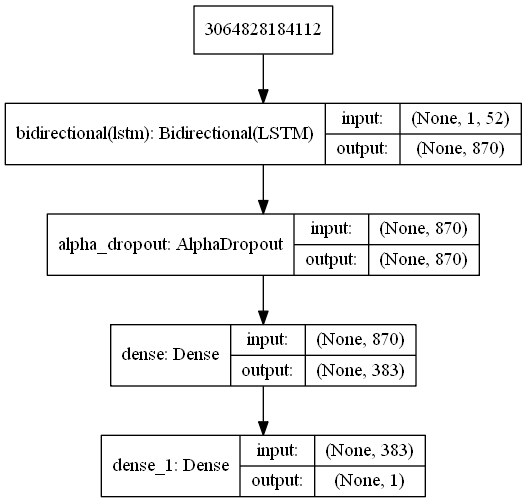 3064828184112
bidirectional(lstm): Bidirectional(LSTM)
input: (None, 1, 52)
output: (None, 870)
alpha_dropout: AlphaDropout
input: (None, 870)
output: (None, 870)
dense: Dense
input: (None, 870)
output: (None, 383)
dense_1: Dense
input: (None, 383)
output: (None, 1)